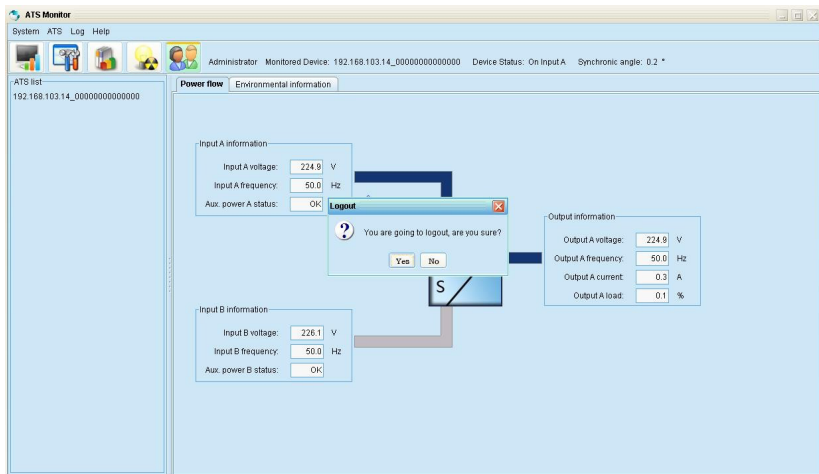 ATS Monitor
System ATS Log Help
Administrator Monitored Device: 192.168.103.14_00000000000000 Device Status: On Input A Synchronic angle: 0.2 °
ATS list
192.168.103.14_00000000000000
Power flow Environmental information
Input A information
Input A voltage: 224.9 V
Input A frequency: 50.0 Hz
Aux. power A status: OK
Logout
You are going to logout, are you sure?
Yes No
Output information
Output A voltage: 224.9 V
Output A frequency: 50.0 Hz
Output A current: 0.3 A
Output A load: 0.1 %
S
Input B information
Input B voltage: 226.1 V
Input B frequency: 50.0 Hz
Aux. power B status: OK